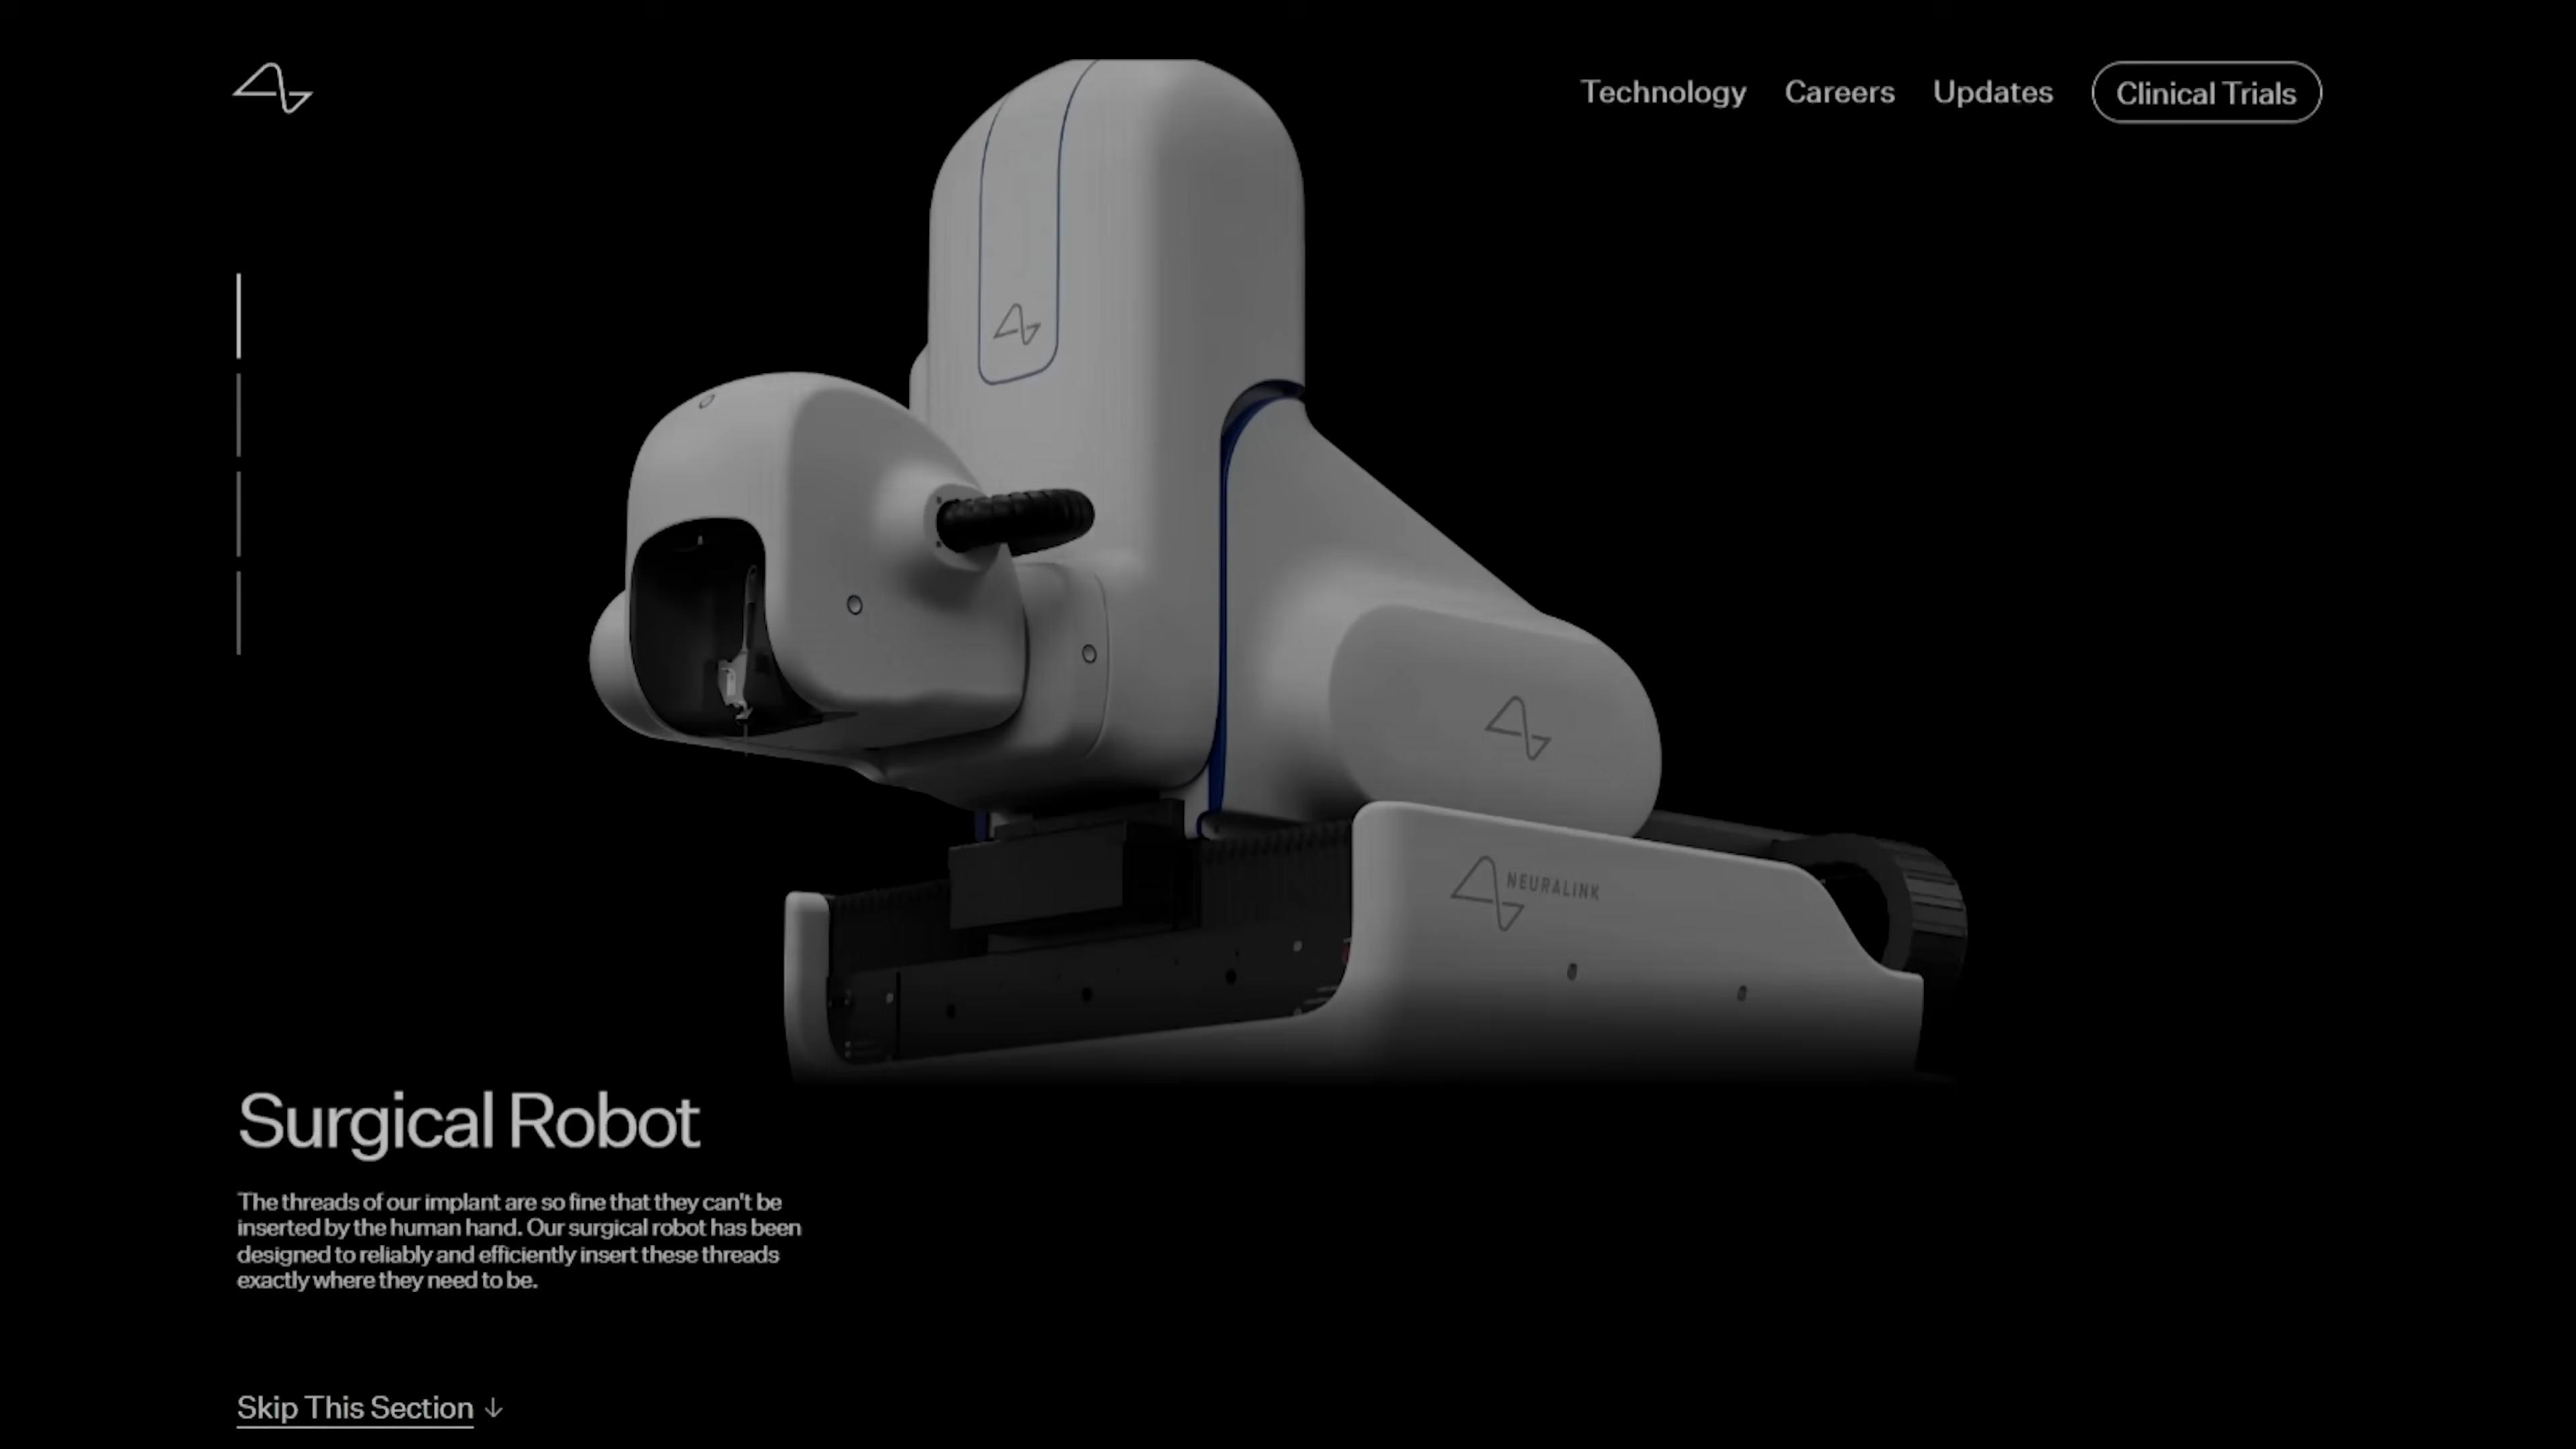 Technology Careers Updates Clinical Trials
NEURALINK
Surgical Robot
The threads of our implant are so fine that they can't be
inserted by the human hand. Our surgical robot has been
designed to reliably and efficiently insert these threads
exactly where they need to be.
Skip This Section ↓